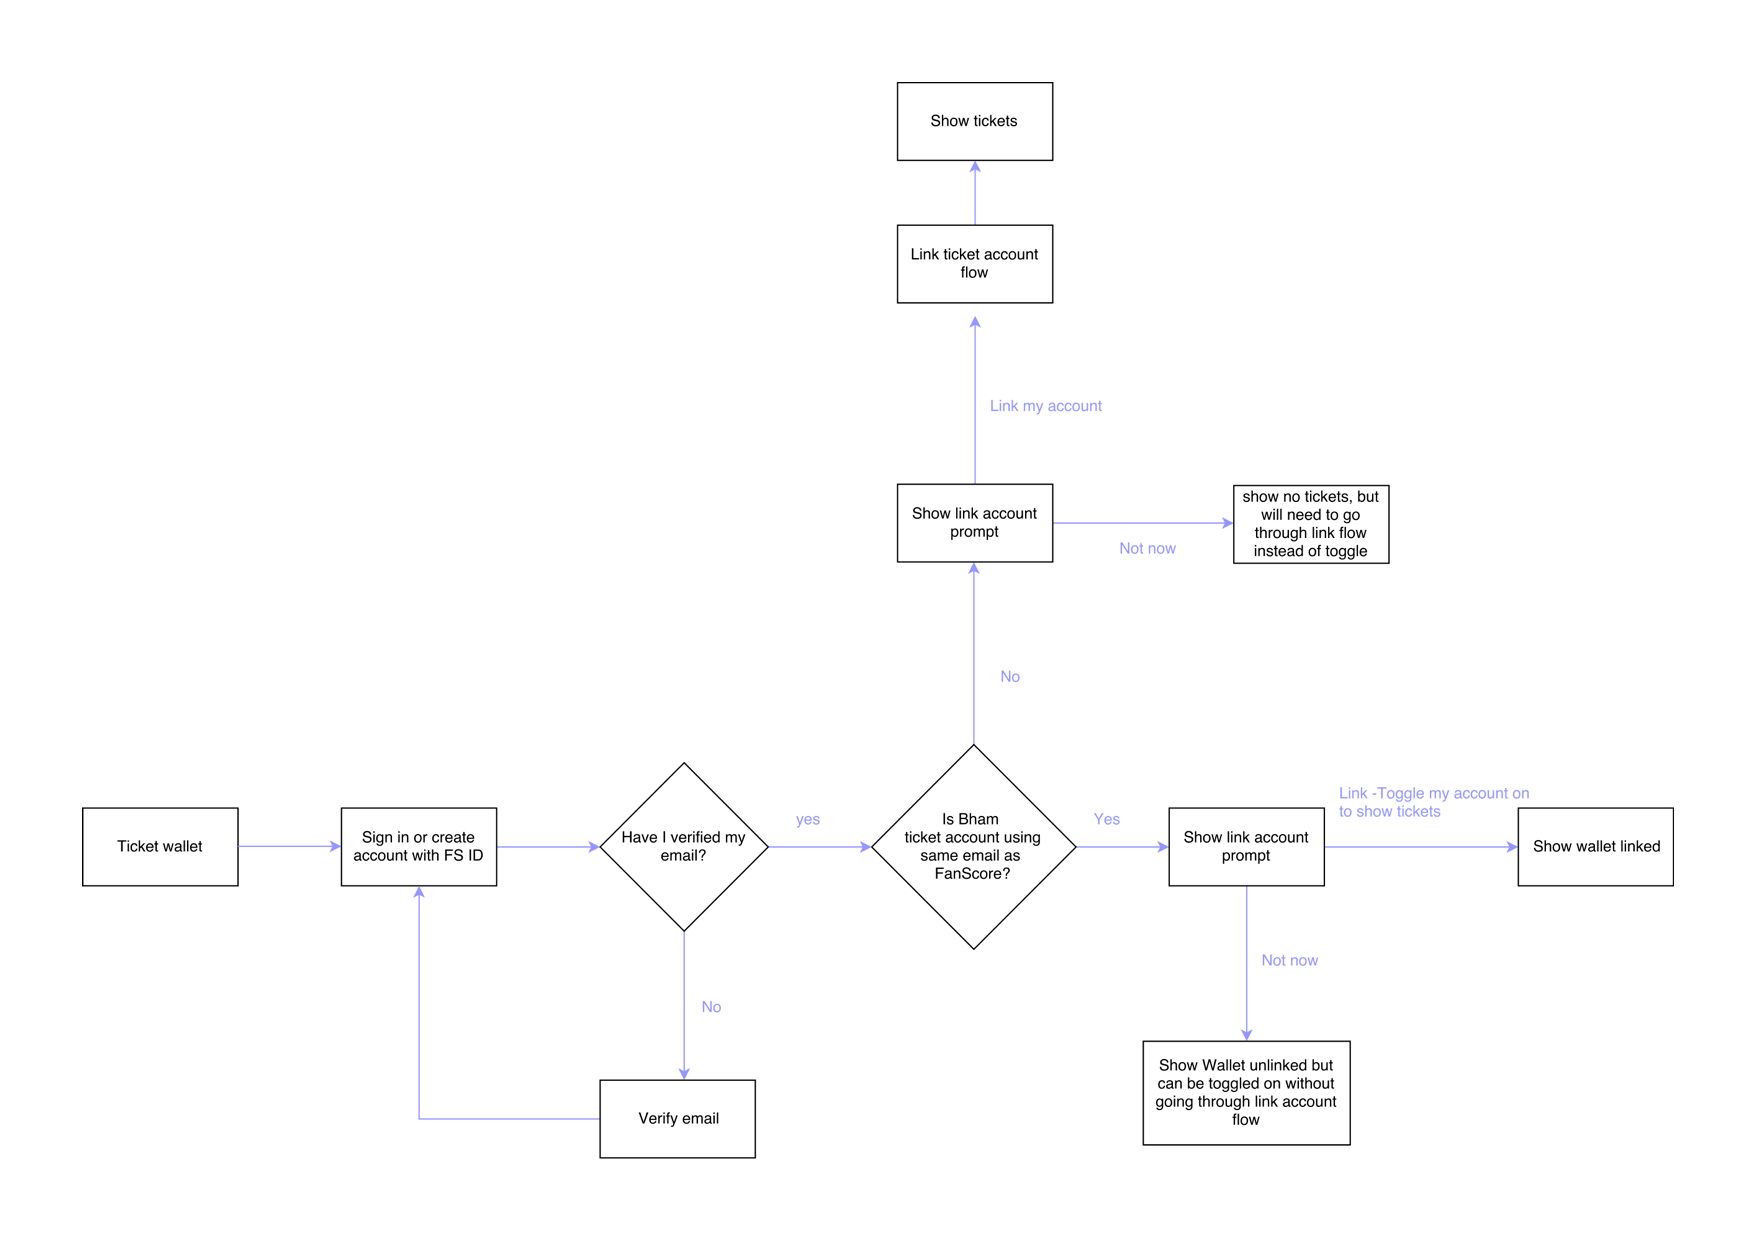 Show tickets
Link ticket account
flow
Link my account
Show link account
prompt
Not now
show no tickets, but
will need to go
through link flow
instead of toggle
No
Ticket wallet
Sign in or create
account with FS ID
Have I verified my
email?
yes
Is Bham
ticket account using
same email as
FanScore?
Yes
Show link account
prompt
Link -Toggle my account on
to show tickets
Show wallet linked
No
Verify email
Not now
Show Wallet unlinked but
can be toggled on without
going through link account
flow